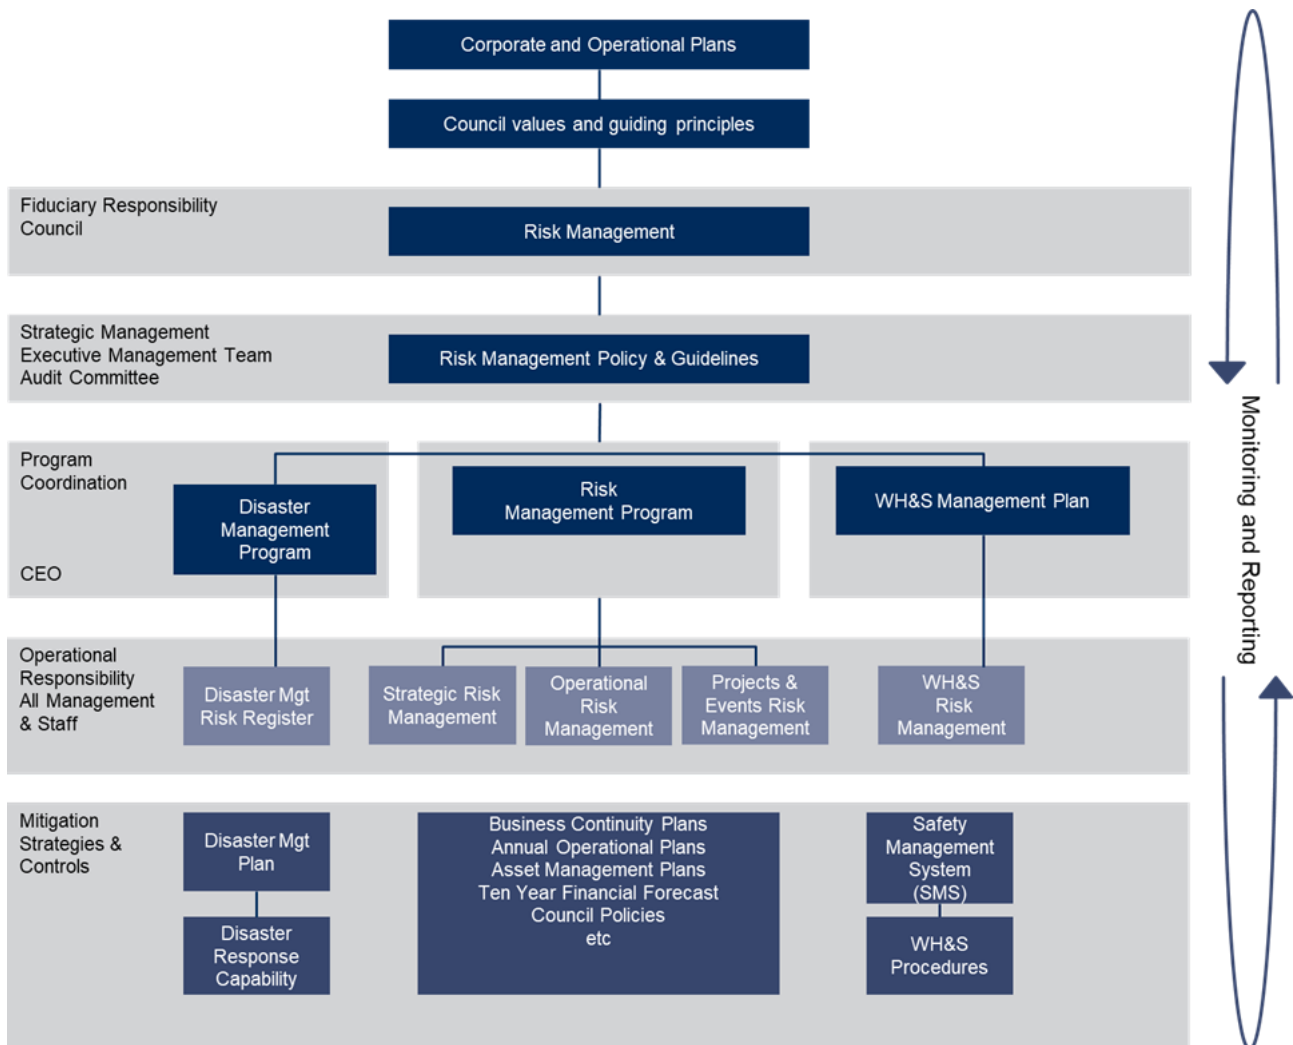 Corporate and Operational Plans
Council values and guiding principles
Fiduciary Responsibility
Council
Risk Management
Strategic Management
Executive Management Team
Audit Committee
Risk Management Policy & Guidelines
Program
Coordination
CEO
Disaster
Management
Program
Risk
Management Program
WH&S Management Plan
Operational
Responsibility
All Management
& Staff
Disaster Mgt
Risk Register
Strategic Risk
Management
Operational
Risk
Management
Projects &
Events Risk
Management
WH&S
Risk
Management
Mitigation
Strategies &
Controls
Disaster Mgt
Plan
Disaster
Response
Capability
Business Continuity Plans
Annual Operational Plans
Asset Management Plans
Ten Year Financial Forecast
Council Policies
etc
Safety
Management
System
(SMS)
WH&S
Procedures
Monitoring and Reporting